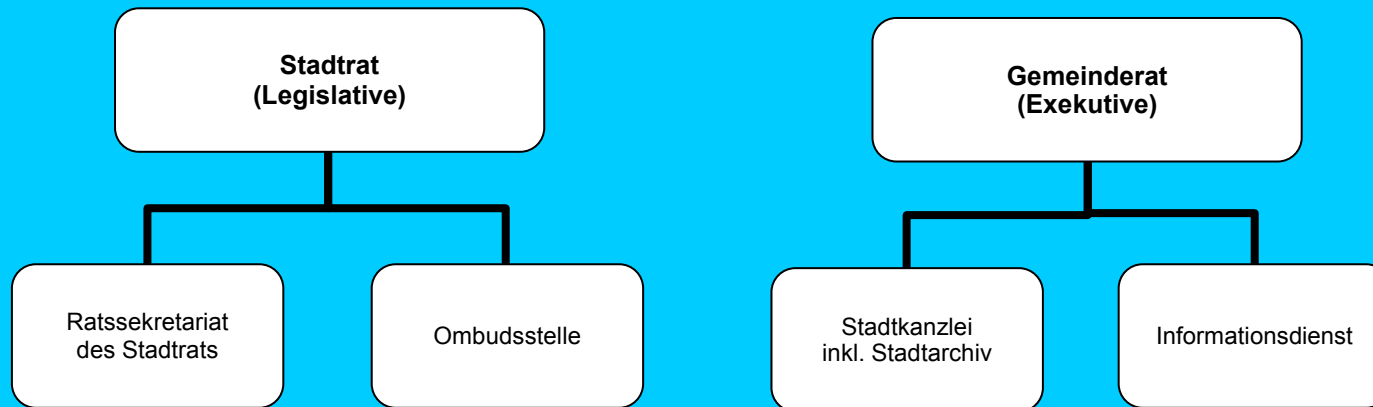 Stadtrat
(Legislative)
Gemeinderat
(Exekutive)
Ratssekretariat
des Stadtrats
Ombudsstelle
Stadtkanzlei
inkl. Stadtarchiv
Informationsdienst